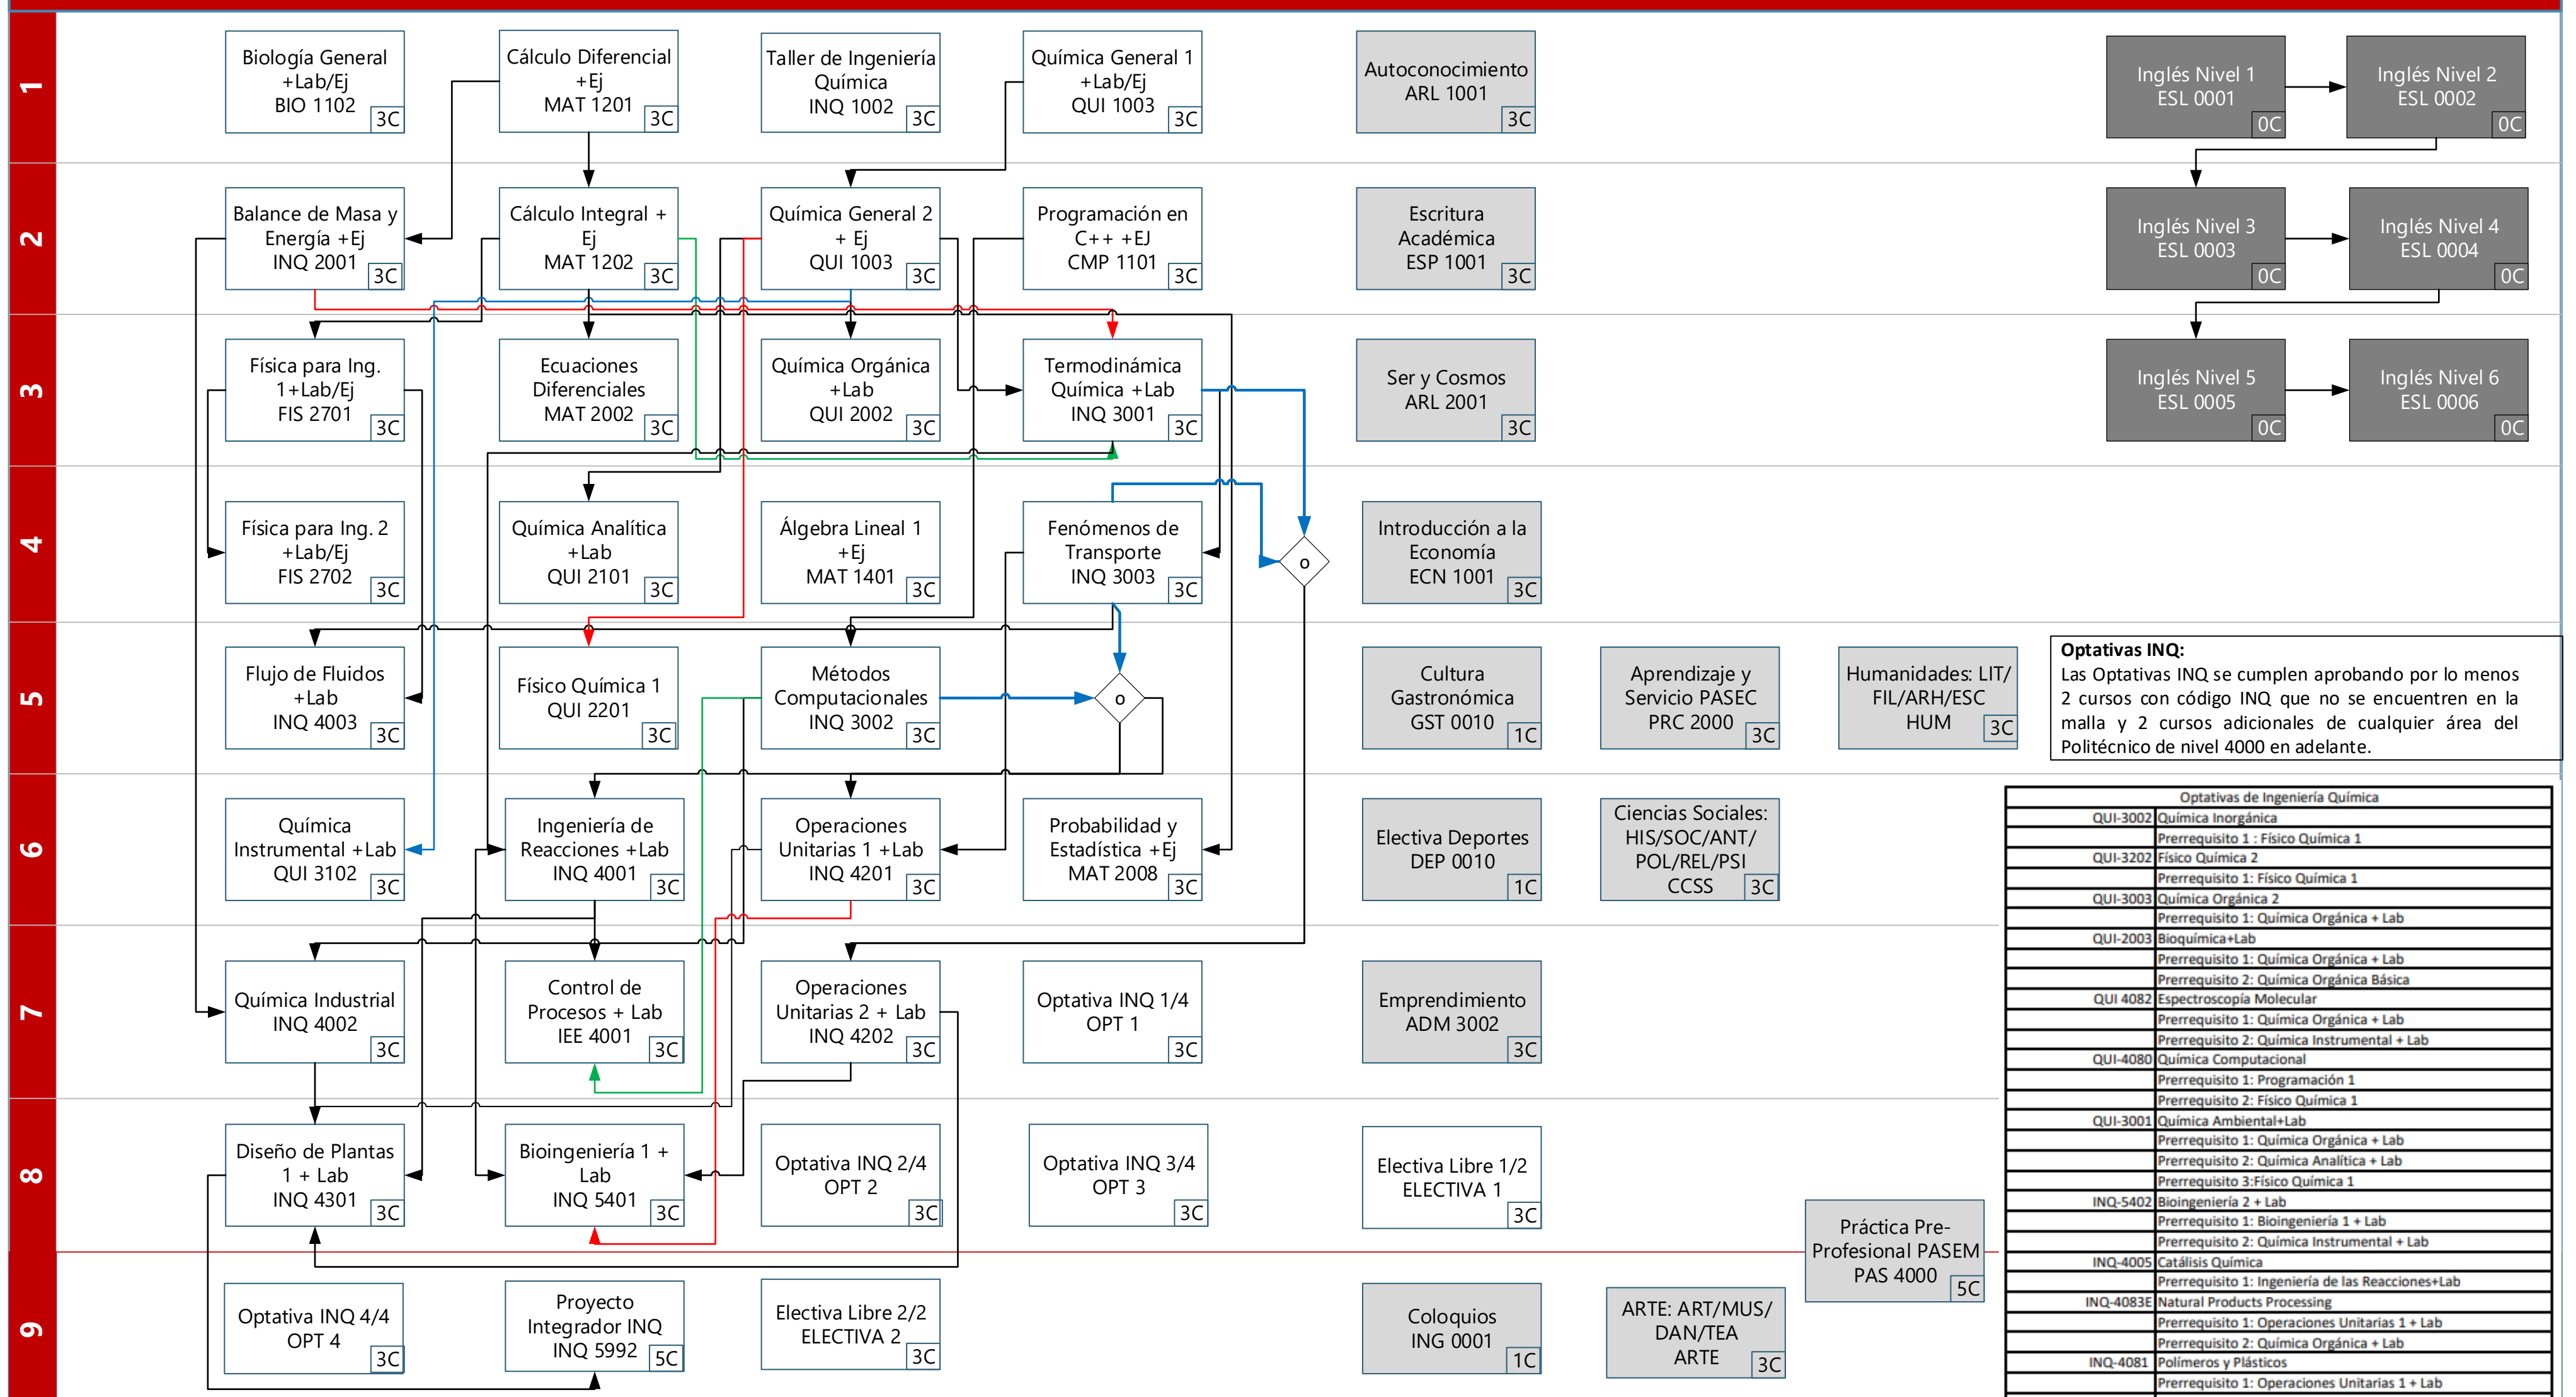 1
Biología General
+Lab/Ej
BIO 1102
3C
Cálculo Diferencial
+Ej
MAT 1201
3C
Taller de Ingeniería
Química
INQ 1002
3C
Química General 1
+Lab/Ej
QUI 1003
3C
Autoconocimiento
ARL 1001
3C
Inglés Nivel 1
ESL 0001
0C
Inglés Nivel 2
ESL 0002
0C
2
Balance de Masa y
Energía +Ej
INQ 2001
3C
Cálculo Integral +
Ej
MAT 1202
3C
Química General 2
+ Ej
QUI 1003
3C
Programación en
C++ +EJ
CMP 1101
3C
Escritura
Académica
ESP 1001
3C
Inglés Nivel 3
ESL 0003
0C
Inglés Nivel 4
ESL 0004
0C
3
Física para Ing.
1+Lab/Ej
FIS 2701
3C
Ecuaciones
Diferenciales
MAT 2002
3C
Química Orgánica
+Lab
QUI 2002
3C
Termodinámica
Química +Lab
INQ 3001
3C
Ser y Cosmos
ARL 2001
3C
Inglés Nivel 5
ESL 0005
0C
Inglés Nivel 6
ESL 0006
0C
4
Física para Ing. 2
+Lab/Ej
FIS 2702
3C
Química Analítica
+Lab
QUI 2101
3C
Álgebra Lineal 1
+Ej
MAT 1401
3C
Fenómenos de
Transporte
INQ 3003
3C
o
Introducción a la
Economía
ECN 1001
3C
5
Flujo de Fluidos
+Lab
INQ 4003
3C
Físico Química 1
QUI 2201
3C
Métodos
Computacionales
INQ 3002
3C
o
Cultura
Gastronómica
GST 0010
1C
Aprendizaje y
Servicio PASEC
PRC 2000
3C
Humanidades: LIT/
FIL/ARH/ESC
HUM
3C
Optativas INQ:
Las Optativas INQ se cumplen aprobando por lo menos
2 cursos con código INQ que no se encuentren en la
malla y 2 cursos adicionales de cualquier área del
Politécnico de nivel 4000 en adelante.
6
Química
Instrumental +Lab
QUI 3102
3C
Ingeniería de
Reacciones +Lab
INQ 4001
3C
Operaciones
Unitarias 1 +Lab
INQ 4201
3C
Probabilidad y
Estadística +Ej
MAT 2008
3C
Electiva Deportes
DEP 0010
1C
Ciencias Sociales:
HIS/SOC/ANT/
POL/REL/PSI
CCSS
3C
7
Química Industrial
INQ 4002
3C
Control de
Procesos + Lab
IEE 4001
3C
Operaciones
Unitarias 2 + Lab
INQ 4202
3C
Optativa INQ 1/4
OPT 1
3C
Emprendimiento
ADM 3002
3C
8
Diseño de Plantas
1 + Lab
INQ 4301
3C
Bioingeniería 1 +
Lab
INQ 5401
3C
Optativa INQ 2/4
OPT 2
3C
Optativa INQ 3/4
OPT 3
3C
Electiva Libre 1/2
ELECTIVA 1
3C
Práctica Pre-
Profesional PASEM
PAS 4000
5C
9
Optativa INQ 4/4
OPT 4
3C
Proyecto
Integrador INQ
INQ 5992
5C
Electiva Libre 2/2
ELECTIVA 2
3C
Coloquios
ING 0001
1C
ARTE: ART/MUS/
DAN/TEA
ARTE
3C
Optativas de Ingeniería Química
QUI-3002 Química Inorgánica
Prerrequisito 1 : Físico Química 1
QUI-3202 Físico Química 2
Prerrequisito 1: Físico Química 1
QUI-3003 Química Orgánica 2
Prerrequisito 1: Química Orgánica + Lab
QUI-2003 Bioquímica+Lab
Prerrequisito 1: Química Orgánica + Lab
Prerrequisito 2: Química Orgánica Básica
QUI 4082 Espectroscopía Molecular
Prerrequisito 1: Química Orgánica + Lab
Prerrequisito 2: Química Instrumental + Lab
QUI-4080 Química Computacional
Prerrequisito 1: Programación 1
Prerrequisito 2: Físico Química 1
QUI-3001 Química Ambiental+Lab
Prerrequisito 1: Química Orgánica + Lab
Prerrequisito 2: Química Analítica + Lab
Prerrequisito 3:Físico Química 1
INQ-5402 Bioingeniería 2 + Lab
Prerrequisito 1: Bioingeniería 1 + Lab
Prerrequisito 2: Química Instrumental + Lab
INQ-4005 Catálisis Química
Prerrequisito 1: Ingeniería de las Reacciones+Lab
INQ-4083E Natural Products Processing
Prerrequisito 1: Operaciones Unitarias 1 + Lab
Prerrequisito 2: Química Orgánica + Lab
INQ-4081 Polímeros y Plásticos
Prerrequisito 1: Operaciones Unitarias 1 + Lab